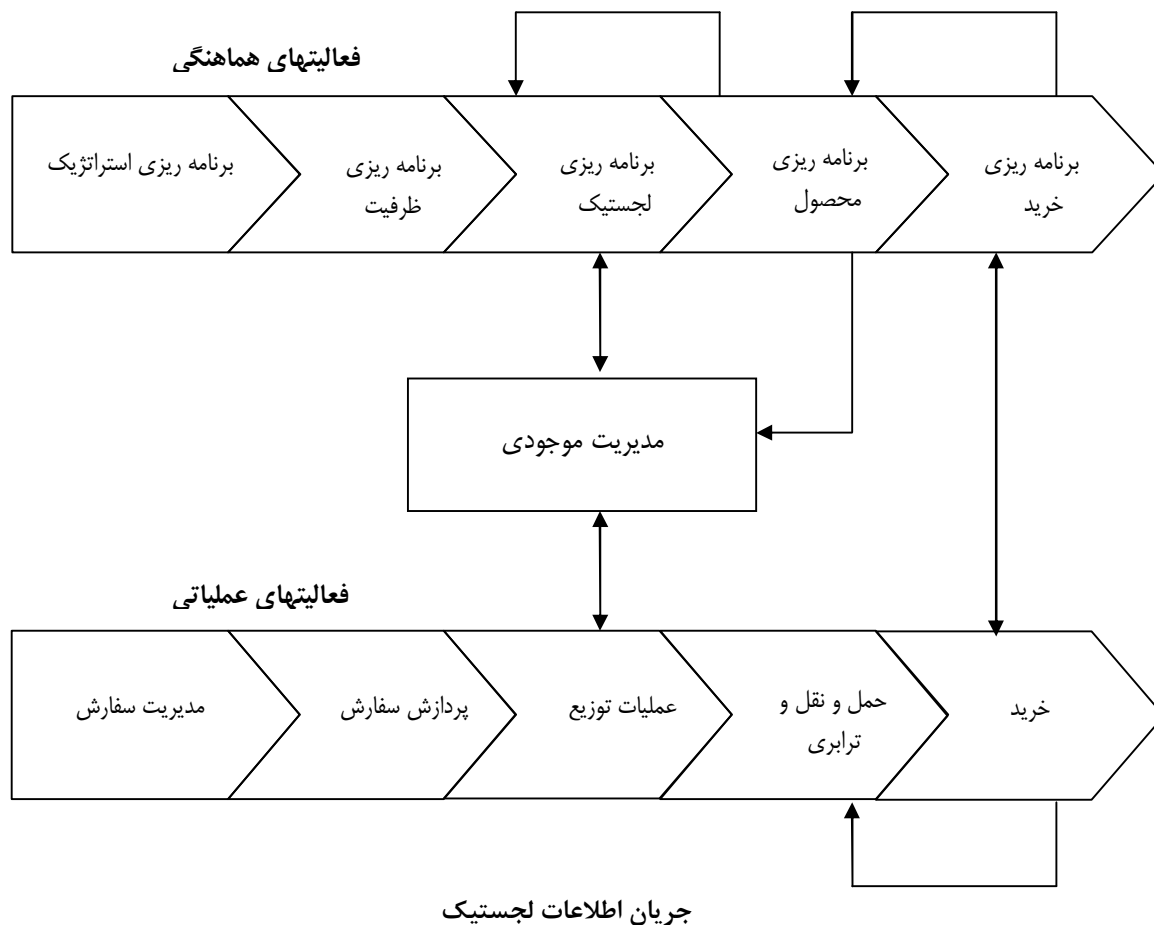 فعالیتهای هماهنگی
برنامه ریزی استراتژیک
برنامه ریزی
ظرفیت
برنامه ریزی
لجستیک
برنامه ریزی
محصول
برنامه ریزی
خرید
مدیریت موجودی
فعالیتهای عملیاتی
مدیریت سفارش
پردازش سفارش
عملیات توزیع
حمل و نقل و
ترابری
خرید
جریان اطلاعات لجستیک